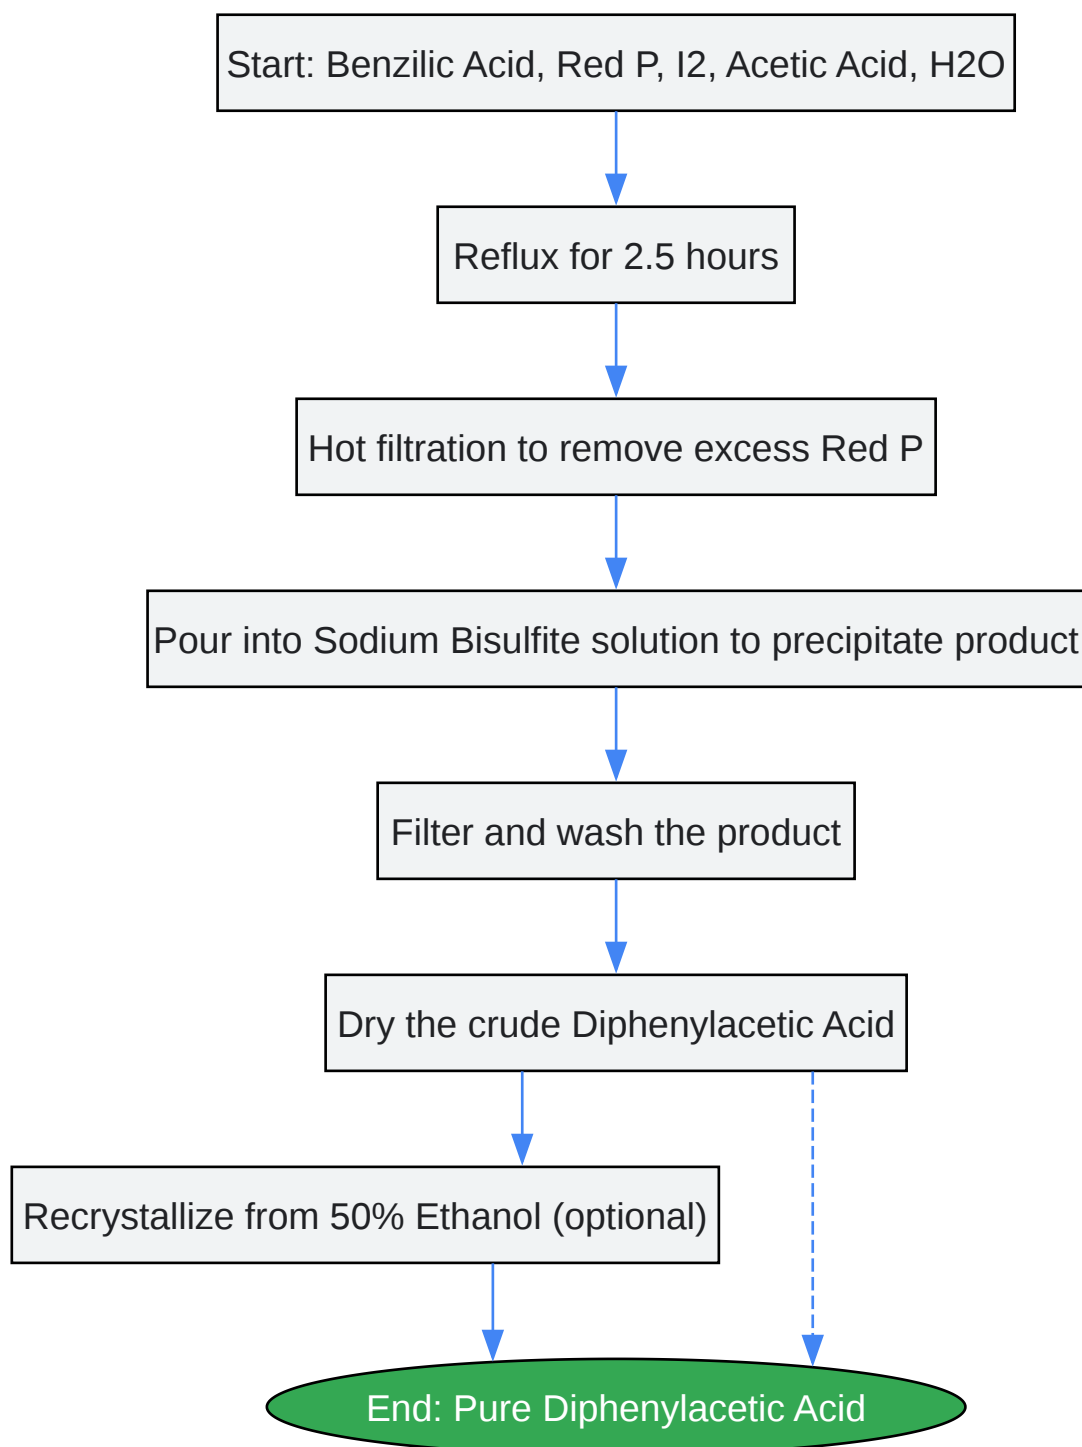 Start: Benzilic Acid, Red P, I2, Acetic Acid, H2O
Reflux for 2.5 hours
Hot filtration to remove excess Red P
Pour into Sodium Bisulfite solution to precipitate product
Filter and wash the product
Dry the crude Diphenylacetic Acid
Recrystallize from 50% Ethanol (optional)
End: Pure Diphenylacetic Acid